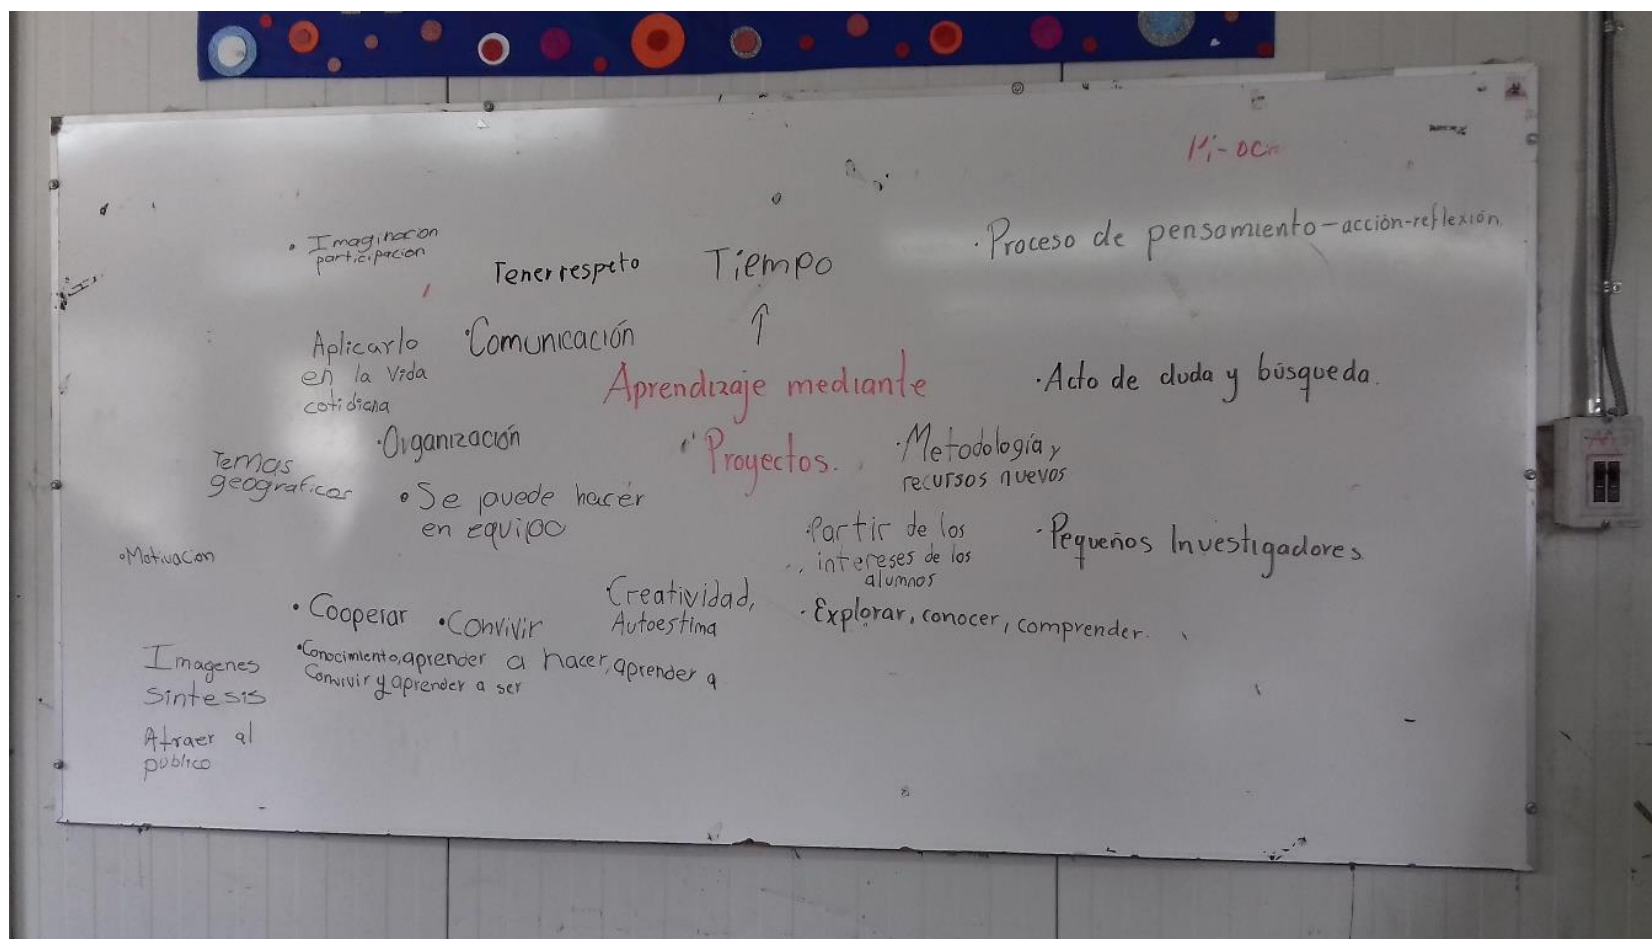 • Imaginacion
participacion
Tener respeto
Tiempo
• Proceso de pensamiento - acción - reflexión.
Aplicarlo
en la vida
cotidiana
• Comunicación
Aprendizaje mediante
Proyectos.
• Acto de duda y búsqueda.
• Organización
Temas
geograficos
• Se puede hacer
en equipo
• Metodología y
recursos nuevos
• Motivacion
• Partir de los
intereses de los
alumnos
• Pequeños Investigadores.
• Cooperar
• Convivir
• Creatividad,
Autoestima
• Explorar, conocer, comprender.
Imagenes
Sintesis
Atraer al
publico
• Conocimiento, aprender a hacer, aprender a
Convivir y aprender a ser